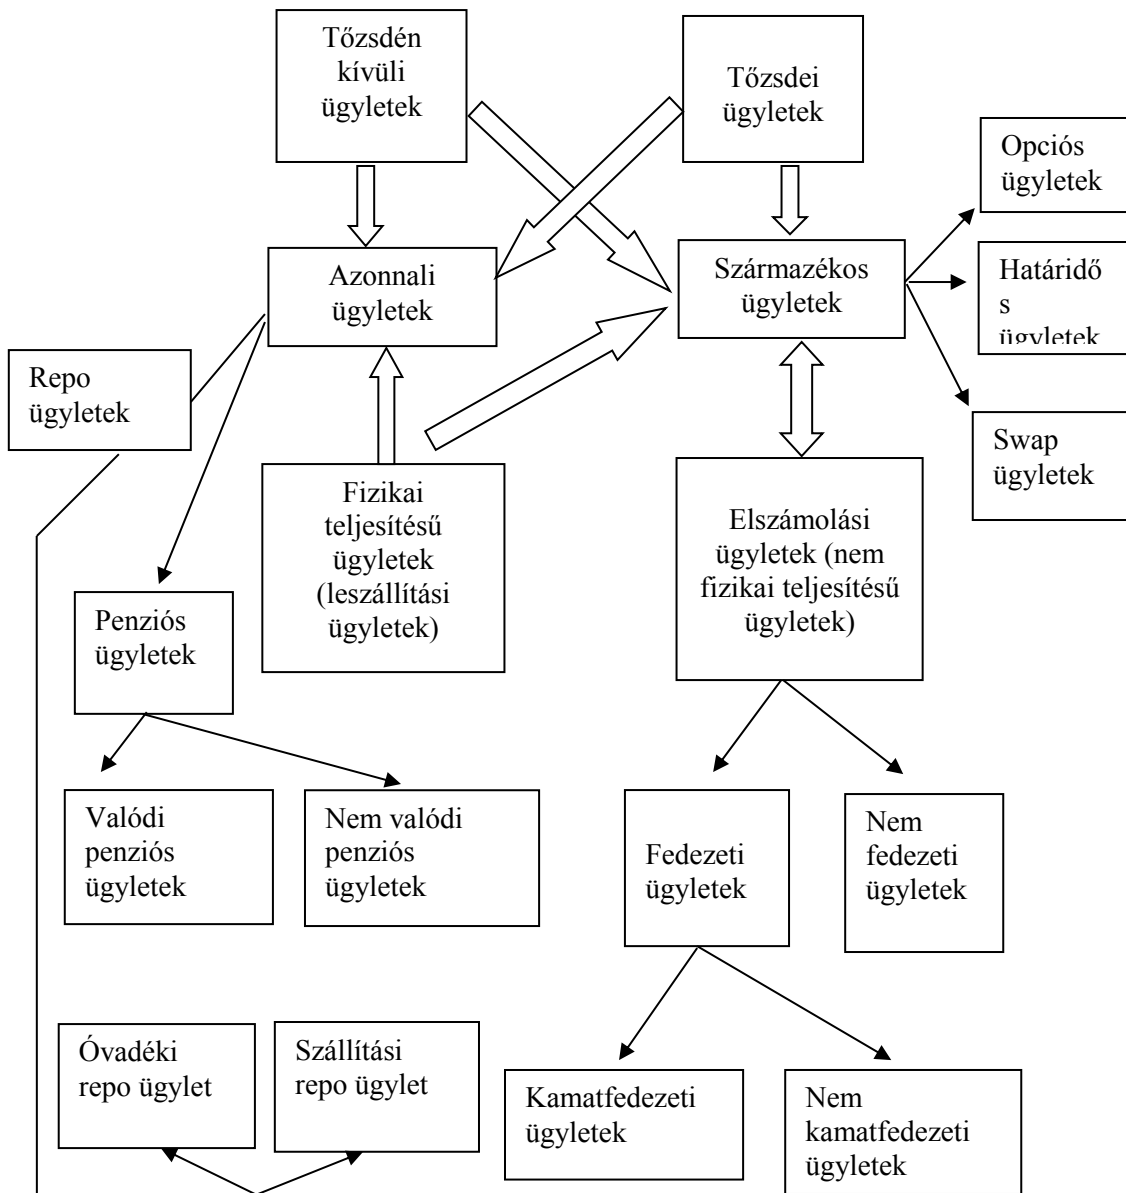 Tőzsdén
kívüli
ügyletek
Tőzsdei
ügyletek
Opciós
ügyletek
Azonnali
ügyletek
Származékos
ügyletek
Határidő
s
ügyletek
Repo
ügyletek
Swap
ügyletek
Fizikai
teljesítésű
ügyletek
(leszállítási
ügyletek)
Elszámolási
ügyletek (nem
fizikai teljesítésű
ügyletek)
Penziós
ügyletek
Valódi
penziós
ügyletek
Nem valódi
penziós
ügyletek
Fedezeti
ügyletek
Nem
fedezeti
ügyletek
Óvadéki
repo ügylet
Szállítási
repo ügylet
Kamatfedezeti
ügyletek
Nem
kamatfedezeti
ügyletek